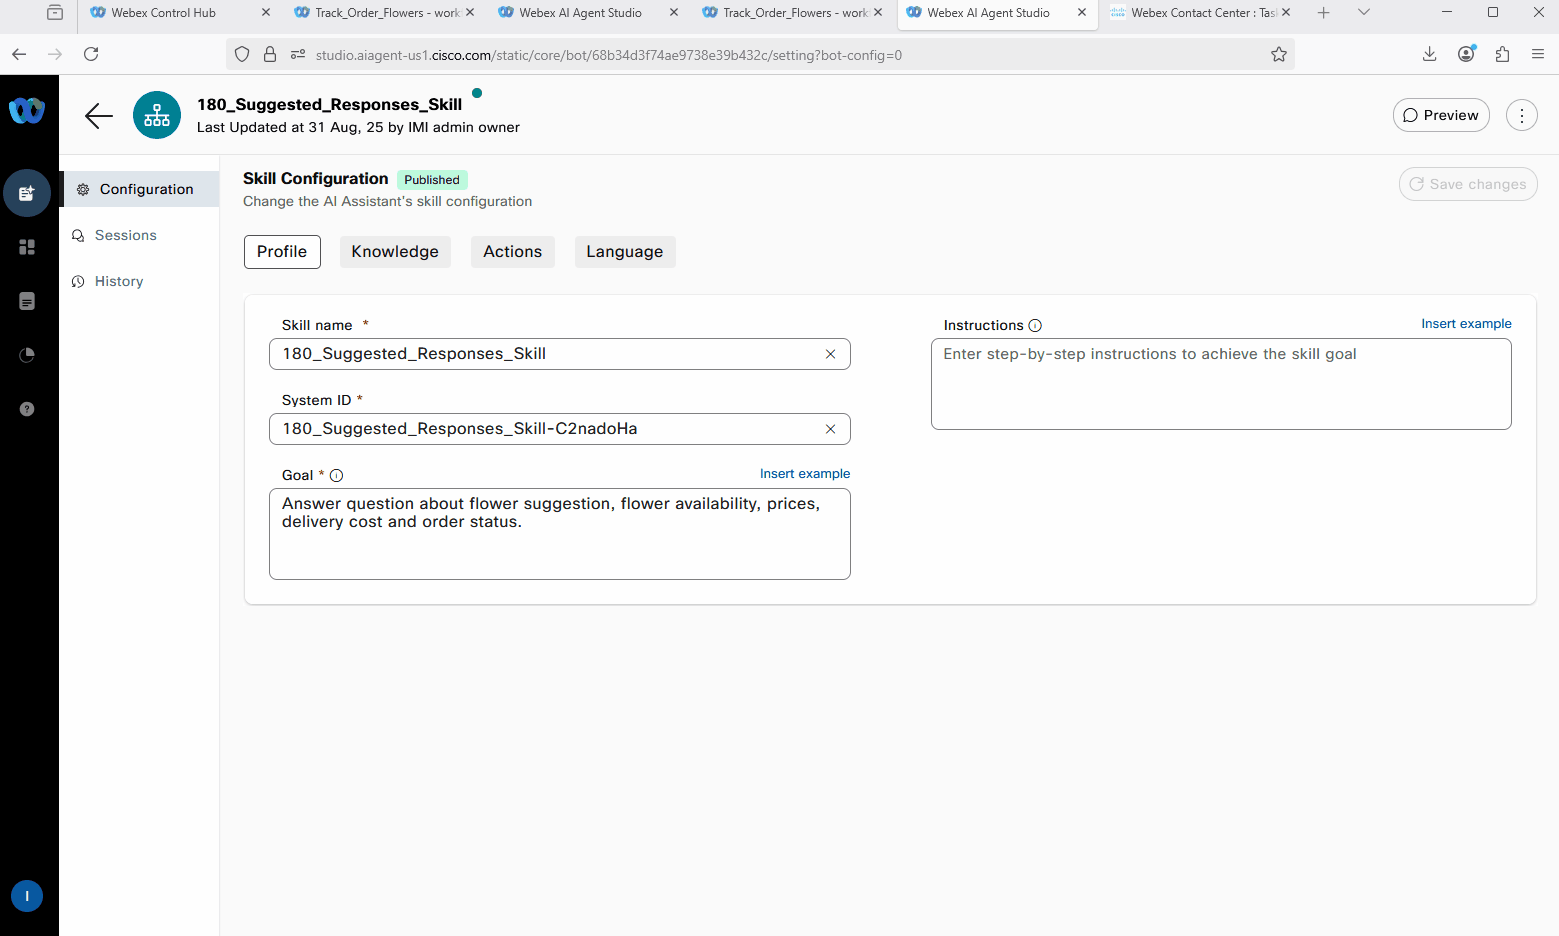 Webex Control Hub
Track_Order_Flowers - work
Webex AI Agent Studio
Track_Order_Flowers - work
Webex AI Agent Studio
Webex Contact Center : Tas
studio.aiagent-us1.cisco.com/static/core/bot/68b34d3f74ae9738e39b432c/setting?bot-config=0
180_Suggested_Responses_Skill
Last Updated at 31 Aug, 25 by IMI admin owner
Preview
Configuration
Sessions
History
Skill Configuration
Published
Change the AI Assistant's skill configuration
Save changes
Profile
Knowledge
Actions
Language
Skill name *
180_Suggested_Responses_Skill
System ID *
180_Suggested_Responses_Skill-C2nadoHa
Goal *
Insert example
Answer question about flower suggestion, flower availability, prices,
delivery cost and order status.
Instructions
Insert example
Enter step-by-step instructions to achieve the skill goal
I